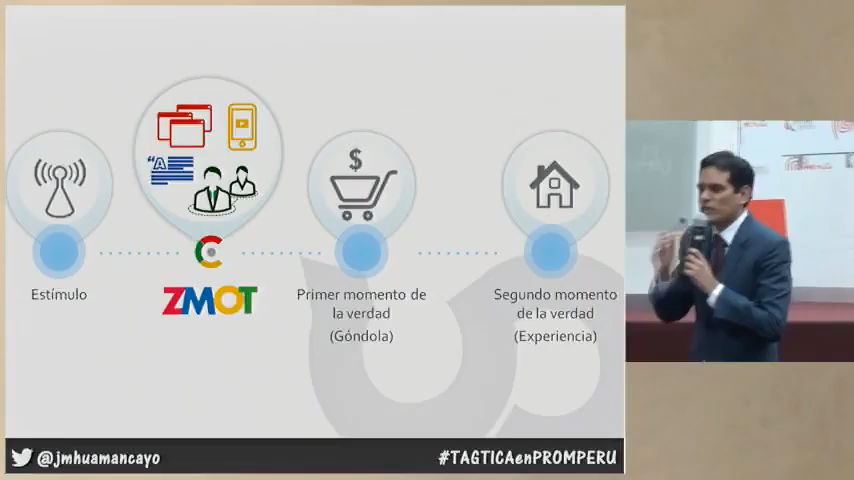 $
"A
Estímulo
ZMOT
Primer momento de
la verdad
(Góndola)
Segundo momento
de la verdad
(Experiencia)
@jmhuamancayo
#TAGTICAenPROMPERU